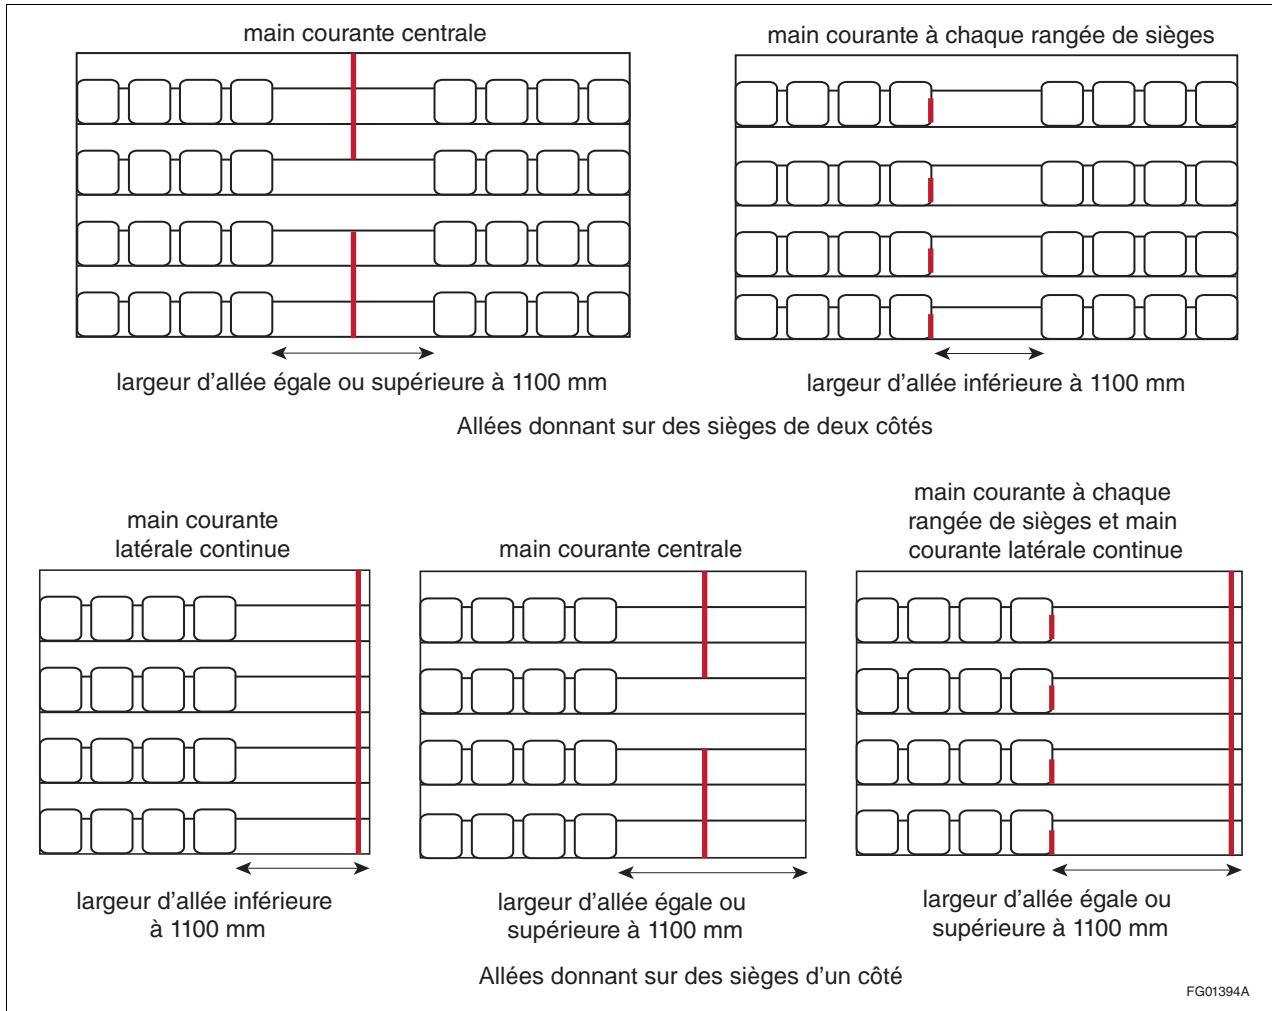 main courante centrale
main courante à chaque rangée de sièges
largeur d'allée égale ou supérieure à 1100 mm
largeur d'allée inférieure à 1100 mm
Allées donnant sur des sièges de deux côtés
main courante
latérale continue
main courante centrale
main courante à chaque
rangée de sièges et main
courante latérale continue
largeur d'allée inférieure
à 1100 mm
largeur d'allée égale ou
supérieure à 1100 mm
largeur d'allée égale ou
supérieure à 1100 mm
Allées donnant sur des sièges d'un côté
FG01394A